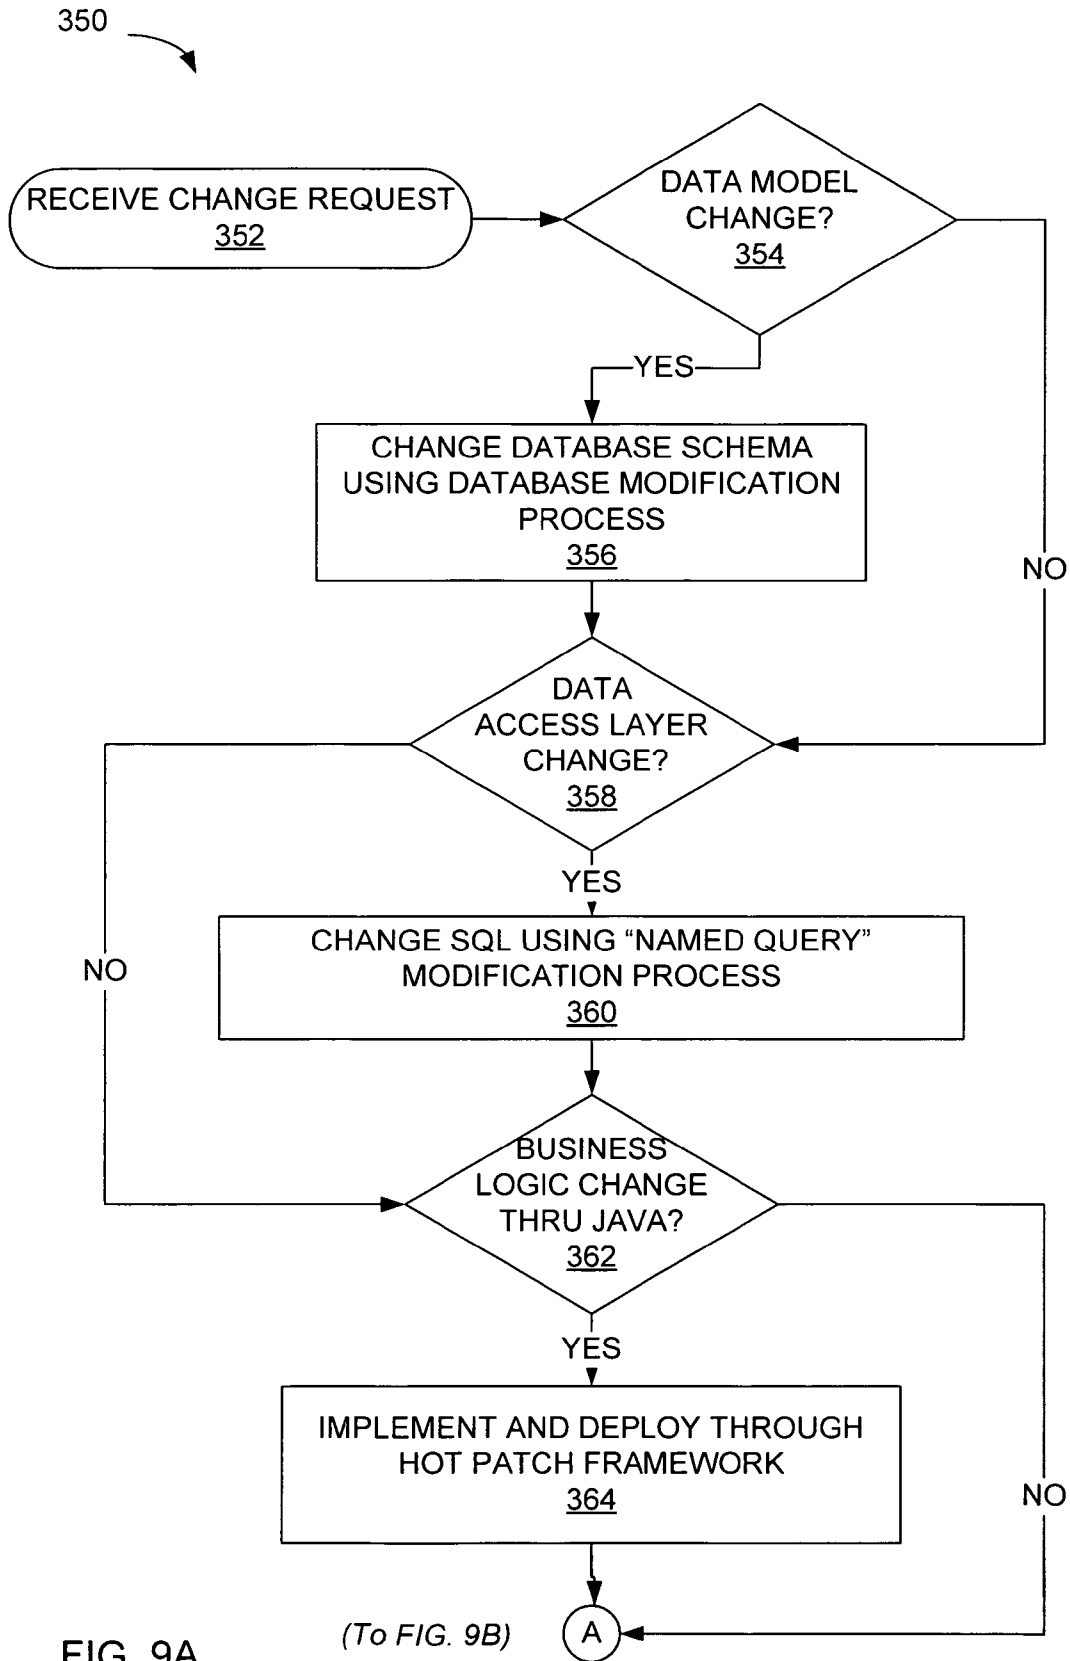 350
RECEIVE CHANGE REQUEST
352
DATA MODEL
CHANGE?
354
YES
NO
CHANGE DATABASE SCHEMA
USING DATABASE MODIFICATION
PROCESS
356
DATA
ACCESS LAYER
CHANGE?
358
YES
NO
CHANGE SQL USING “NAMED QUERY”
MODIFICATION PROCESS
360
BUSINESS
LOGIC CHANGE
THRU JAVA?
362
YES
NO
IMPLEMENT AND DEPLOY THROUGH
HOT PATCH FRAMEWORK
364
(To FIG. 9B)
A
FIG. 9A